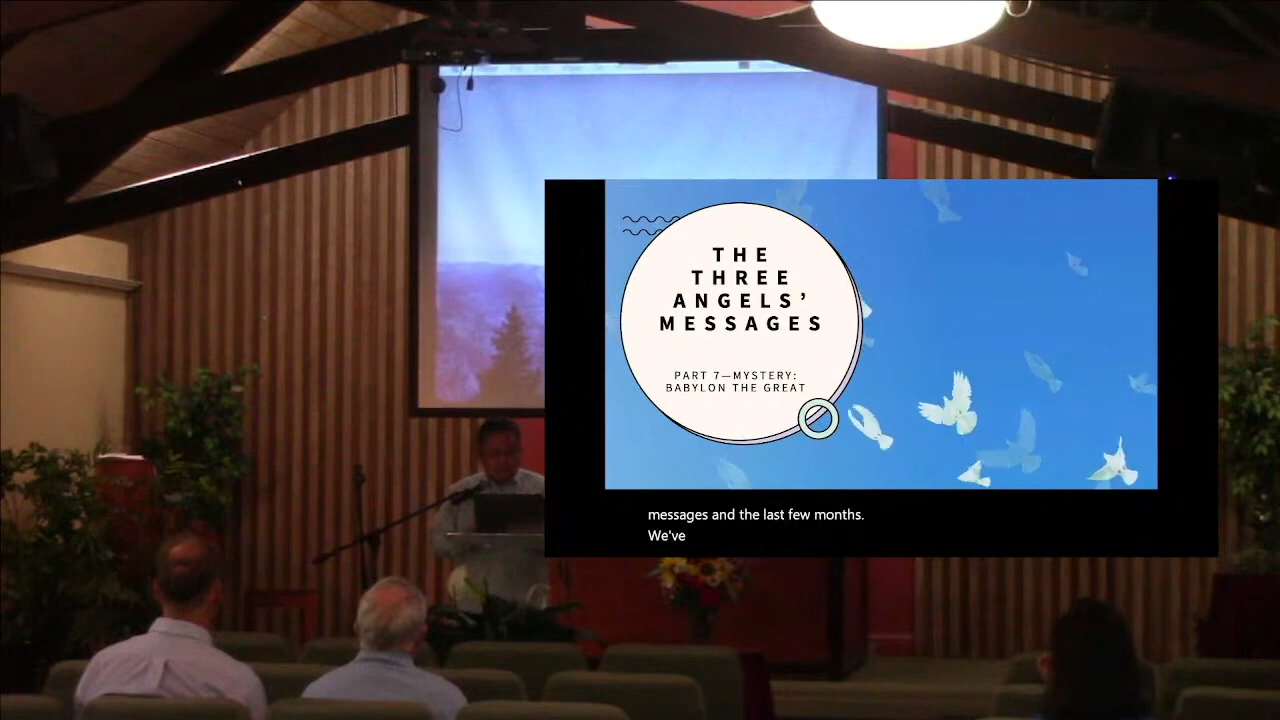 THE
THREE
ANGELS’
MESSAGES
PART 7—MYSTERY:
BABYLON THE GREAT
messages and the last few months.
We've